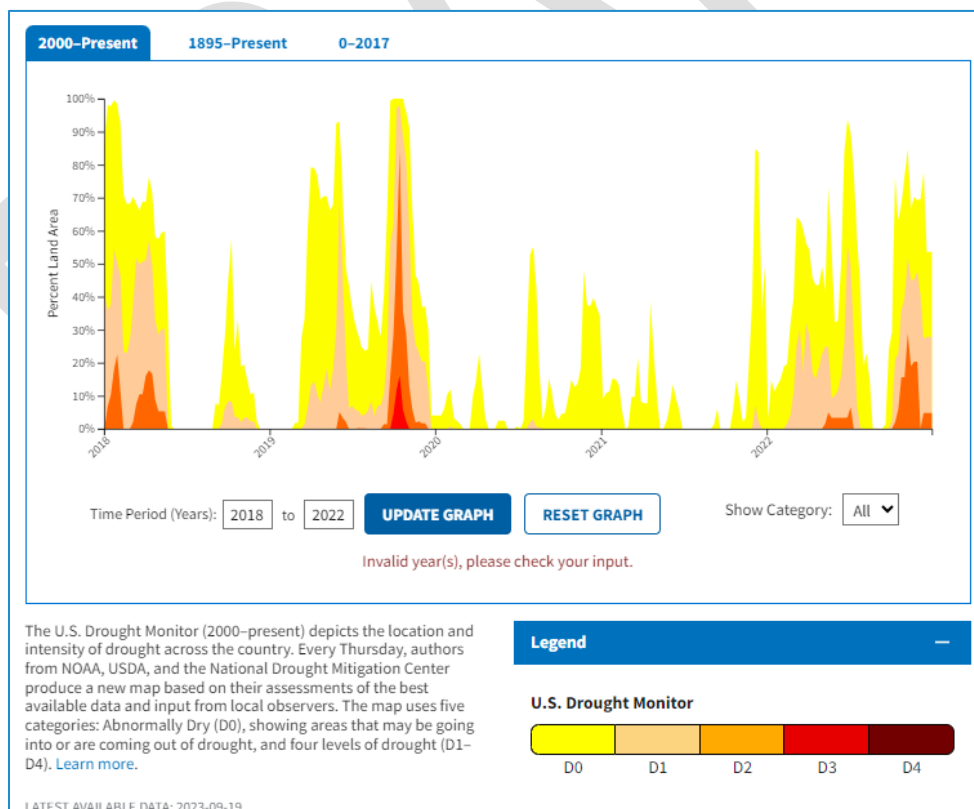 2000–Present 1895–Present 0–2017
100%
90%
80%
70%
60%
50%
40%
30%
20%
10%
0%
Percent Land Area
2018 2019 2020 2021 2022
Time Period (Years): 2018 to 2022 UPDATE GRAPH RESET GRAPH Show Category: All
Invalid year(s), please check your input.
The U.S. Drought Monitor (2000–present) depicts the location and
intensity of drought across the country. Every Thursday, authors
from NOAA, USDA, and the National Drought Mitigation Center
produce a new map based on their assessments of the best
available data and input from local observers. The map uses five
categories: Abnormally Dry (D0), showing areas that may be going
into or are coming out of drought, and four levels of drought (D1–
D4). Learn more.
LATEST AVAILABLE DATA: 2023-09-19
Legend
U.S. Drought Monitor
D0 D1 D2 D3 D4